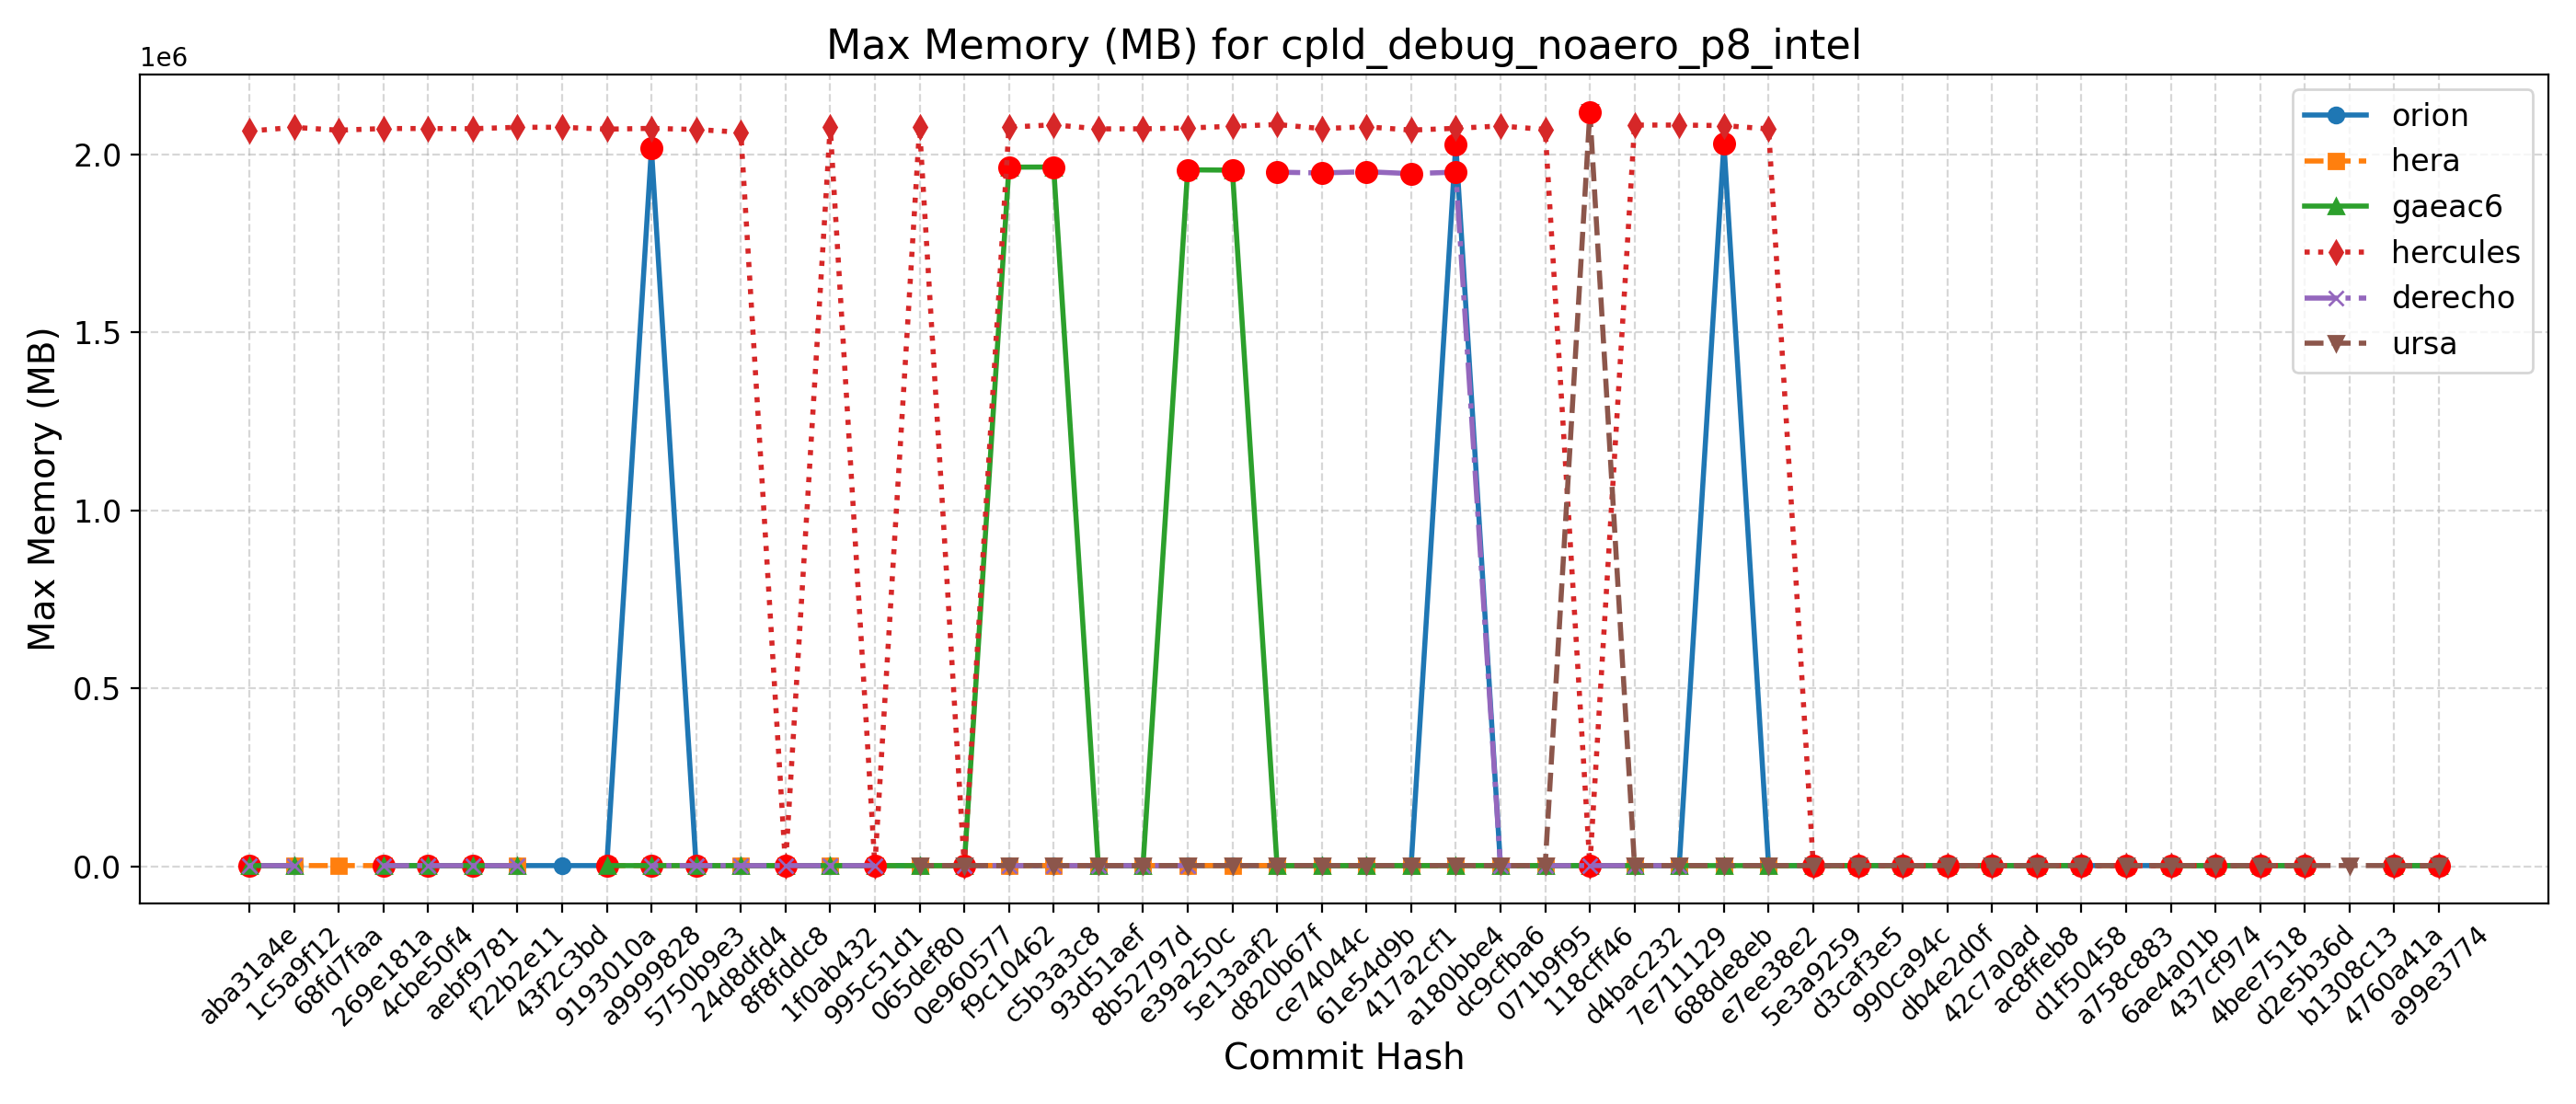 Max Memory (MB) for cpld_debug_noaero_p8_intel
1e6
Max Memory (MB)
2.0
1.5
1.0
0.5
0.0
orion
hera
gaeac6
hercules
derecho
ursa
aba31a4e
1c5a9f12
68fd7faa
269e181a
4cbe50f4
aebf9781
f22b2e11
43f2c3bd
9193010a
a9999828
5750b9e3
24d8dfd4
8f8fddc8
1f0ab432
995c51d1
065def80
0e960577
f9c10462
c5b3a3c8
93d51aef
8b52797d
e39a250c
5e13aaf2
d820b67f
ce74044c
61e54d9b
417a2cf1
a180bbe4
dc9cfba6
071b9f95
118cff46
d4bac232
7e711129
688de8eb
e7ee38e2
5e3a9259
d3caf3e5
990ca94c
db4e2d0f
42c7a0ad
ac8ffeb8
d1f50458
a758c883
6ae4a01b
437cf974
4bee7518
d2e5b36d
b1308c13
4760a41a
a99e3774
Commit Hash